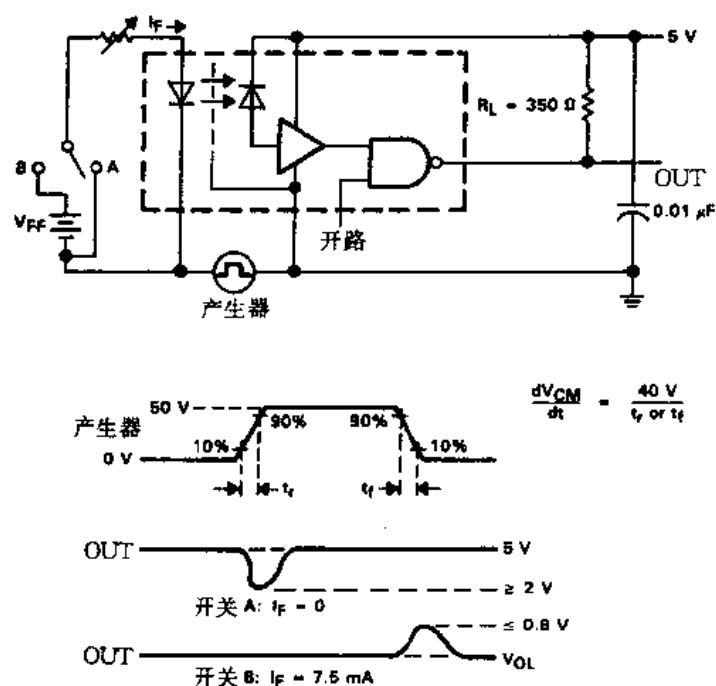 I_F
5 V
R_L = 350 Ω
B
A
V_FF
OUT
0.01 μF
开路
产生器
dV_CM/dt = 40 V/t_r or t_f
50 V
产生器
90%
90%
10%
10%
0 V
t_r
t_f
OUT
5 V
≥ 2 V
开关 A: I_F = 0
≤ 0.8 V
OUT
V_OL
开关 B: I_F = 7.5 mA